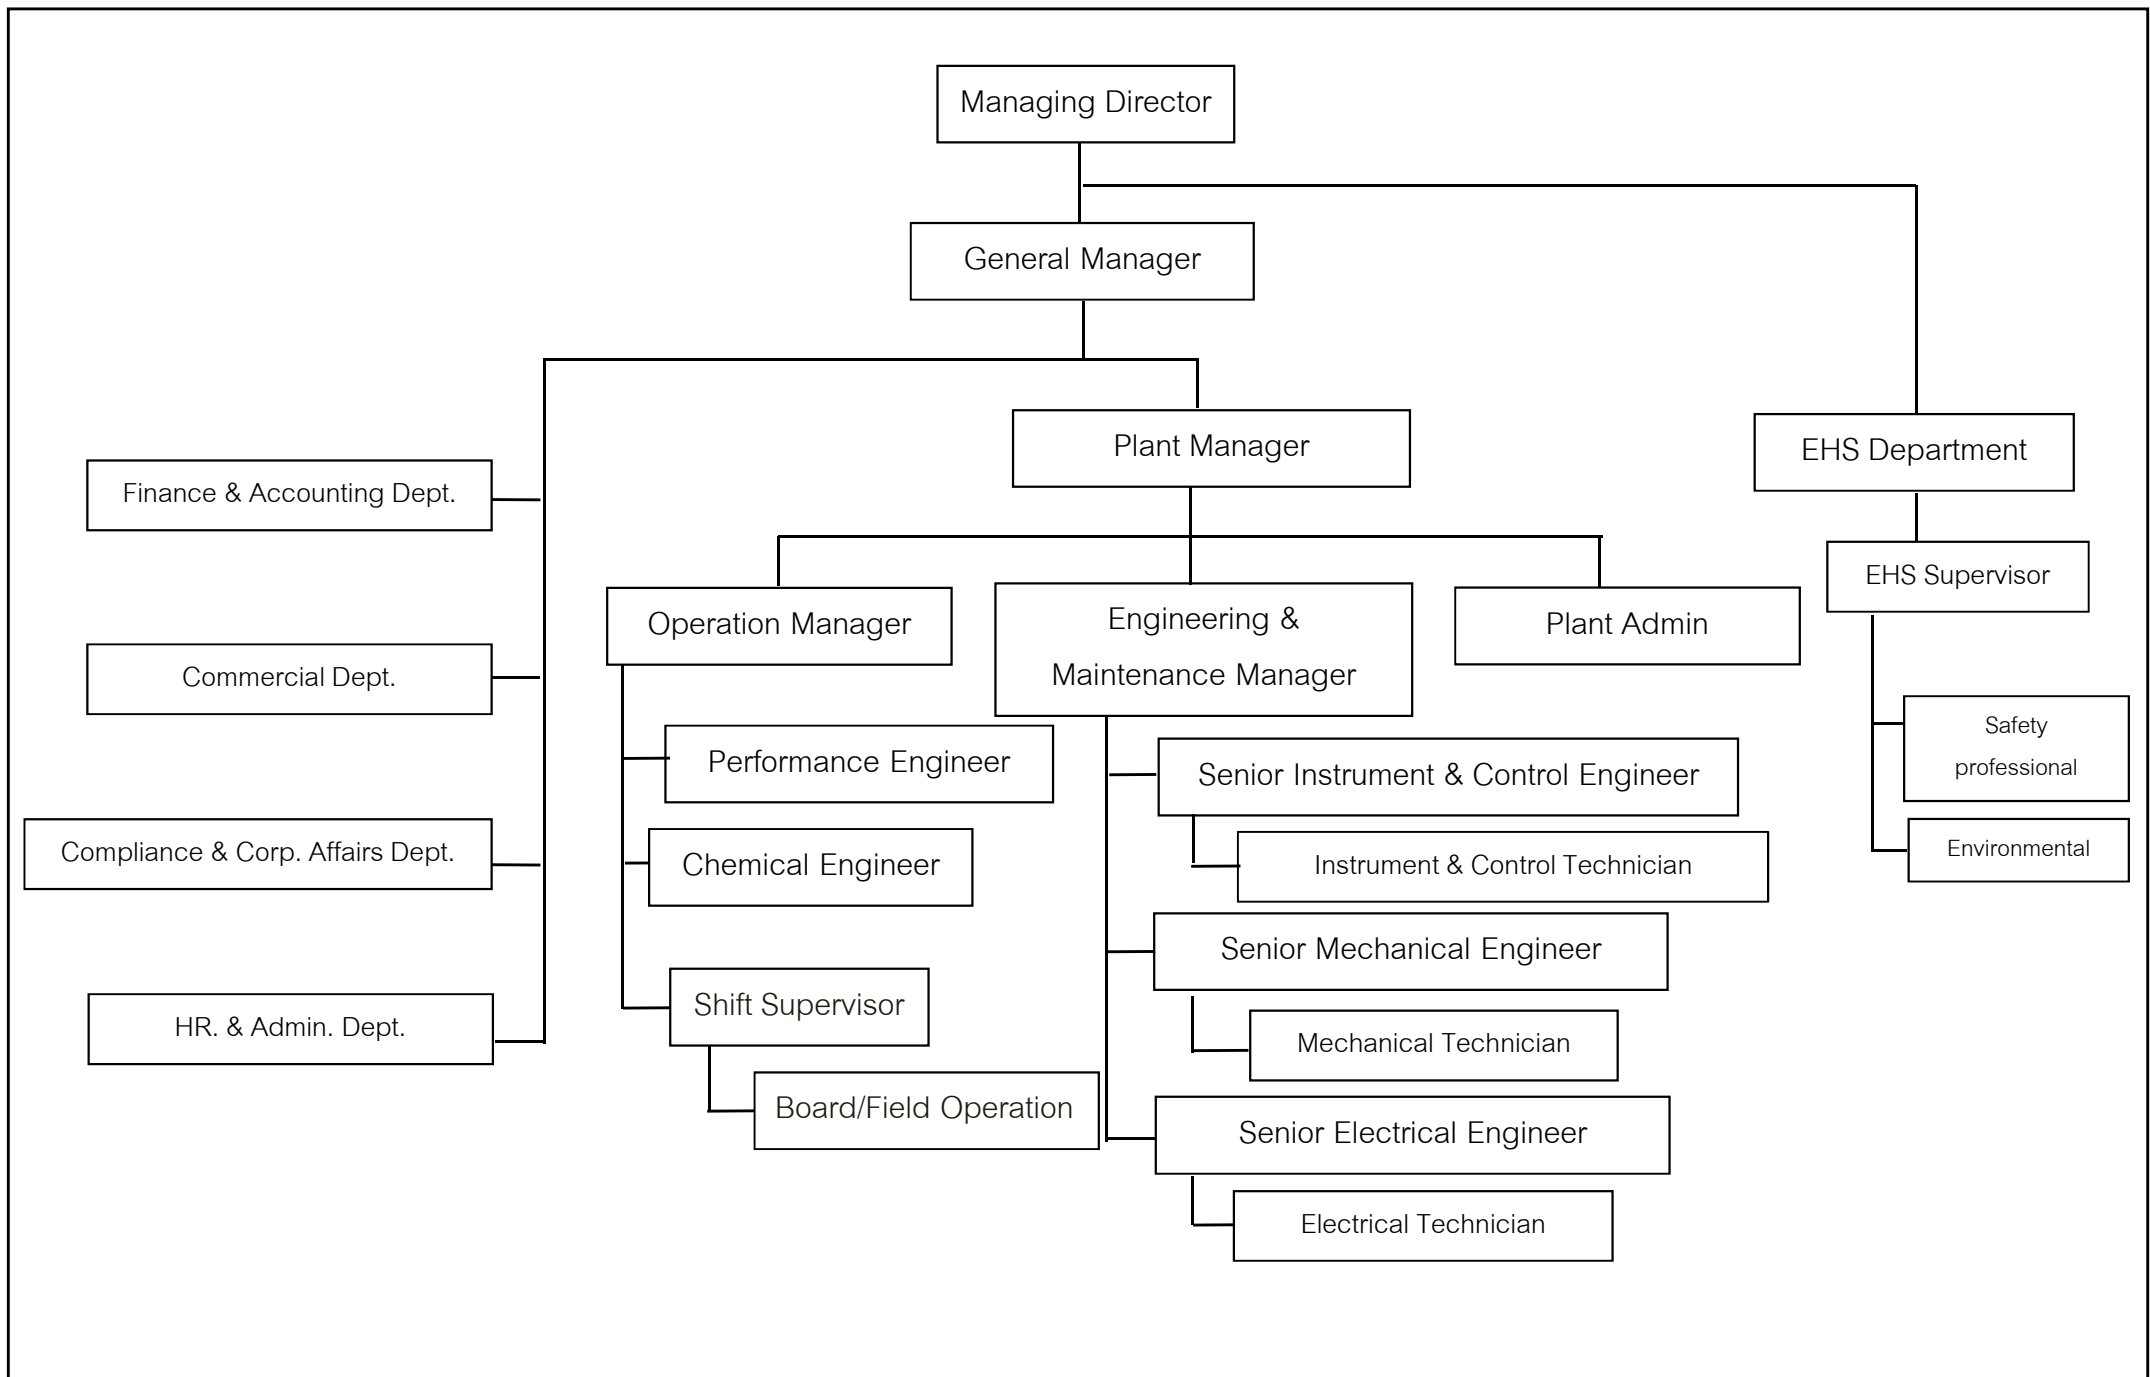 Managing Director
General Manager
Plant Manager
EHS Department
Finance & Accounting Dept.
EHS Supervisor
Operation Manager
Engineering &
Maintenance Manager
Plant Admin
Commercial Dept.
Safety
professional
Performance Engineer
Senior Instrument & Control Engineer
Compliance & Corp. Affairs Dept.
Chemical Engineer
Instrument & Control Technician
Environmental
Senior Mechanical Engineer
Shift Supervisor
HR. & Admin. Dept.
Mechanical Technician
Board/Field Operation
Senior Electrical Engineer
Electrical Technician